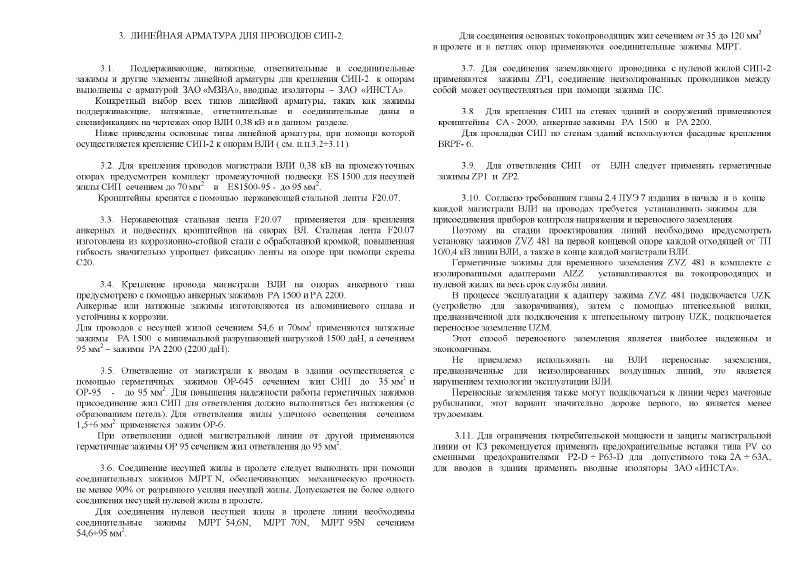 3. ЛИНЕЙНАЯ АРМАТУРА ДЛЯ ПРОВОДОВ СИП-2.
3.1. Поддерживающие, натяжные, ответвительные и соединительные
зажимы и другие элементы линейной арматуры для крепления СИП-2 к опорам
выполнены с арматурой ЗАО «МЗВА», вводные изоляторы – ЗАО «ИНСТА».
Конкретный выбор всех типов линейной арматуры, таких как зажимы
поддерживающие, натяжные, ответвительные и соединительные даны в
спецификациях на чертежах опор ВЛИ 0,38 кВ и в данном разделе.
Ниже приведены основные типы линейной арматуры, при помощи которой
осуществляется крепление СИП-2 к опорам ВЛИ ( см. п.п.3.2÷3.11).
3.2. Для крепления проводов магистрали ВЛИ 0,38 кВ на промежуточных
опорах предусмотрен комплект промежуточной подвески ES 1500 для несущей
жилы СИП сечением до 70 мм² и ES1500-95 - до 95 мм².
Кронштейны крепятся с помощью нержавеющей стальной ленты F20.07.
3.3. Нержавеющая стальная лента F20.07 применяется для крепления
анкерных и подвесных кронштейнов на опорах ВЛ. Стальная лента F20.07
изготовлена из коррозионно-стойкой стали с обработанной кромкой; повышенная
гибкость значительно упрощает фиксацию ленты на опоре при помощи скрепы
С20.
3.4. Крепление провода магистрали ВЛИ на опорах анкерного типа
предусмотрено с помощью анкерных зажимов РА 1500 и РА 2200.
Анкерные или натяжные зажимы изготовляются из алюминиевого сплава и
устойчивы к коррозии.
Для проводов с несущей жилой сечением 54,6 и 70мм² применяются натяжные
зажимы РА 1500 с минимальной разрушающей нагрузкой 1500 даН, а сечением
95 мм² – зажимы РА 2200 (2200 даН).
3.5. Ответвление от магистрали к вводам в здания осуществляется с
помощью герметичных зажимов ОР-645 сечением жил СИП до 35 мм² и
ОР-95 - до 95 мм². Для повышения надежности работы герметичных зажимов
присоединение жил СИП для ответвления должно выполняться без натяжения (с
образованием петель). Для ответвления жилы уличного освещения сечением
1,5÷6 мм² применяется зажим ОР-6.
При ответвлении одной магистральной линии от другой применяются
герметичные зажимы ОР 95 сечением жил ответвления до 95 мм².
3.6. Соединение несущей жилы в пролете следует выполнять при помощи
соединительных зажимов MJPT N, обеспечивающих механическую прочность
не менее 90% от разрывного усилия несущей жилы. Допускается не более одного
соединения несущей нулевой жилы в пролете.
Для соединения нулевой несущей жилы в пролете линии необходимы
соединительные зажимы MJPT 54,6N, MJPT 70N, MJPT 95N сечением
54,6÷95 мм².
Для соединения основных токопроводящих жил сечением от 35 до 120 мм²
в пролете и в петлях опор применяются соединительные зажимы MJPT.
3.7. Для соединения заземляющего проводника с нулевой жилой СИП-2
применяются зажимы ZP1, соединение неизолированных проводников между
собой может осуществляться при помощи зажима ПС.
3.8. Для крепления СИП на стенах зданий и сооружений применяются
кронштейны СА - 2000, анкерные зажимы РА 1500 и РА 2200.
Для прокладки СИП по стенам зданий используются фасадные крепления
BRPF- 6.
3.9. Для ответвления СИП от ВЛН следует применять герметичные
зажимы ZP1 и ZP2.
3.10. Согласно требованиям главы 2.4 ПУЭ 7 издания в начале и в конце
каждой магистрали ВЛИ на проводах требуется устанавливать зажимы для
присоединения приборов контроля напряжения и переносного заземления.
Поэтому на стадии проектирования линий необходимо предусмотреть
установку зажимов ZVZ 481 на первой концевой опоре каждой отходящей от ТП
10/0,4 кВ линии ВЛИ, а также в конце каждой магистрали ВЛИ.
Герметичные зажимы для временного заземления ZVZ 481 в комплекте с
изолированными адаптерами AIZZ устанавливаются на токопроводящих и
нулевой жилах на весь срок службы линии.
В процессе эксплуатации к адаптеру зажима ZVZ 481 подключается UZK
(устройство для закорачивания), затем с помощью штепсельной вилки,
предназначенной для подключения к штепсельному патрону UZK, подключается
переносное заземление UZM.
Этот способ переносного заземления является наиболее надежным и
экономичным.
Не приемлемо использовать на ВЛИ переносные заземления,
предназначенные для неизолированных воздушных линий, это является
нарушением технологии эксплуатации ВЛИ.
Переносные заземления также могут подключаться к линии через мачтовые
рубильники, этот вариант значительно дороже первого, но является менее
трудоемким.
3.11. Для ограничения потребительской мощности и защиты магистральной
линии от КЗ рекомендуется применять предохранительные вставки типа PV со
сменными предохранителями P2-D ÷ P63-D для допустимого тока 2А ÷ 63А,
для вводов в здания применять вводные изоляторы ЗАО «ИНСТА».